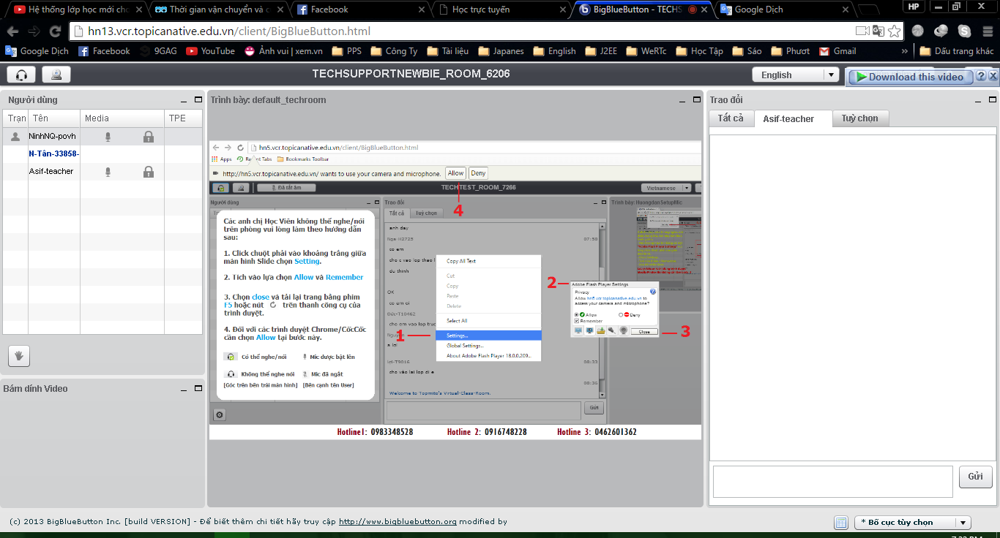 Hệ thống lớp học mới cho
Thời gian vận chuyển và c
Facebook
Học trực tuyến
BigBlueButton - TECHS
Google Dịch
HP
hn13.vcr.topicanative.edu.vn/client/BigBlueButton.html
Google Dịch
Facebook
9GAG
YouTube
Ảnh vui | xem.vn
PPS
Công Ty
Tài liệu
Japanes
English
J2EE
WeRTc
Học Tập
Sáo
Phượt
Gmail
»
Dấu trang khác
TECHSUPPORTNEWBIE_ROOM_6206
English
Download this video
Người dùng
Trạn
Tên
Media
TPE
NinhNQ-povh
N-Tân-33858-
Asif-teacher
Bám dính Video
Trình bày: default_techroom
hn5.vcr.topicanative.edu.vn/client/BigBlueButton.html
Apps
Recent Tabs
Bookmarks Toolbar
http://hn5.vcr.topicanative.edu.vn/ wants to use your camera and microphone.
Allow
Deny
Đã tắt âm
TECHTEST_ROOM_7266
Vietnamese
4
Người dùng
Các anh chị Học Viên không thể nghe/nói
trên phòng vui lòng làm theo hướng dẫn
sau:
1. Click chuột phải vào khoảng trắng giữa
màn hình Slide chọn Setting.
2. Tích vào lựa chọn Allow và Remember
3. Chọn close và tải lại trang bằng phím
F5 hoặc nút trên thanh công cụ của
trình duyệt.
4. Đối với các trình duyệt Chrome/CốcCốc
cần chọn Allow tại bước này.
Có thể nghe/nói
Mic được bật lên
Không thể nghe nói
Mic đã ngắt
[Góc trên bên trái màn hình]
[Bên cạnh tên User]
Trao đổi
Tất cả
Tuỳ chọn
anh day
Nga-H2725
07:58
co em
cho c vao lop thao l
du thinh
OK
co em oi
Đức-T10462
cho em vao lap truc
Nguyen
e loi
loi-T9016
08:33
cho vào lai lop di e
08:36
Welcome to Topmito's Virtual-Class-Room.
Gửi
Copy All Text
Cut
Copy
Paste
Delete
Select All
1
Settings...
Global Settings...
About Adobe Flash Player 18.0.0.209...
Trình bày: HuongdanSetupMic
2
Adobe Flash Player Settings
Privacy
Allow hn5.vcr.topicanative.edu.vn to
access your camera and microphone?
Allow
Deny
Remember
Close
3
Hotline1: 0983348528
Hotline 2: 0916748228
Hotline 3: 0462601362
Trao đổi
Tất cả
Asif-teacher
Tuỳ chọn
Gửi
(c) 2013 BigBlueButton Inc. [build VERSION] - Để biết thêm chi tiết hãy truy cập http://www.bigbluebutton.org modified by
* Bố cục tùy chọn